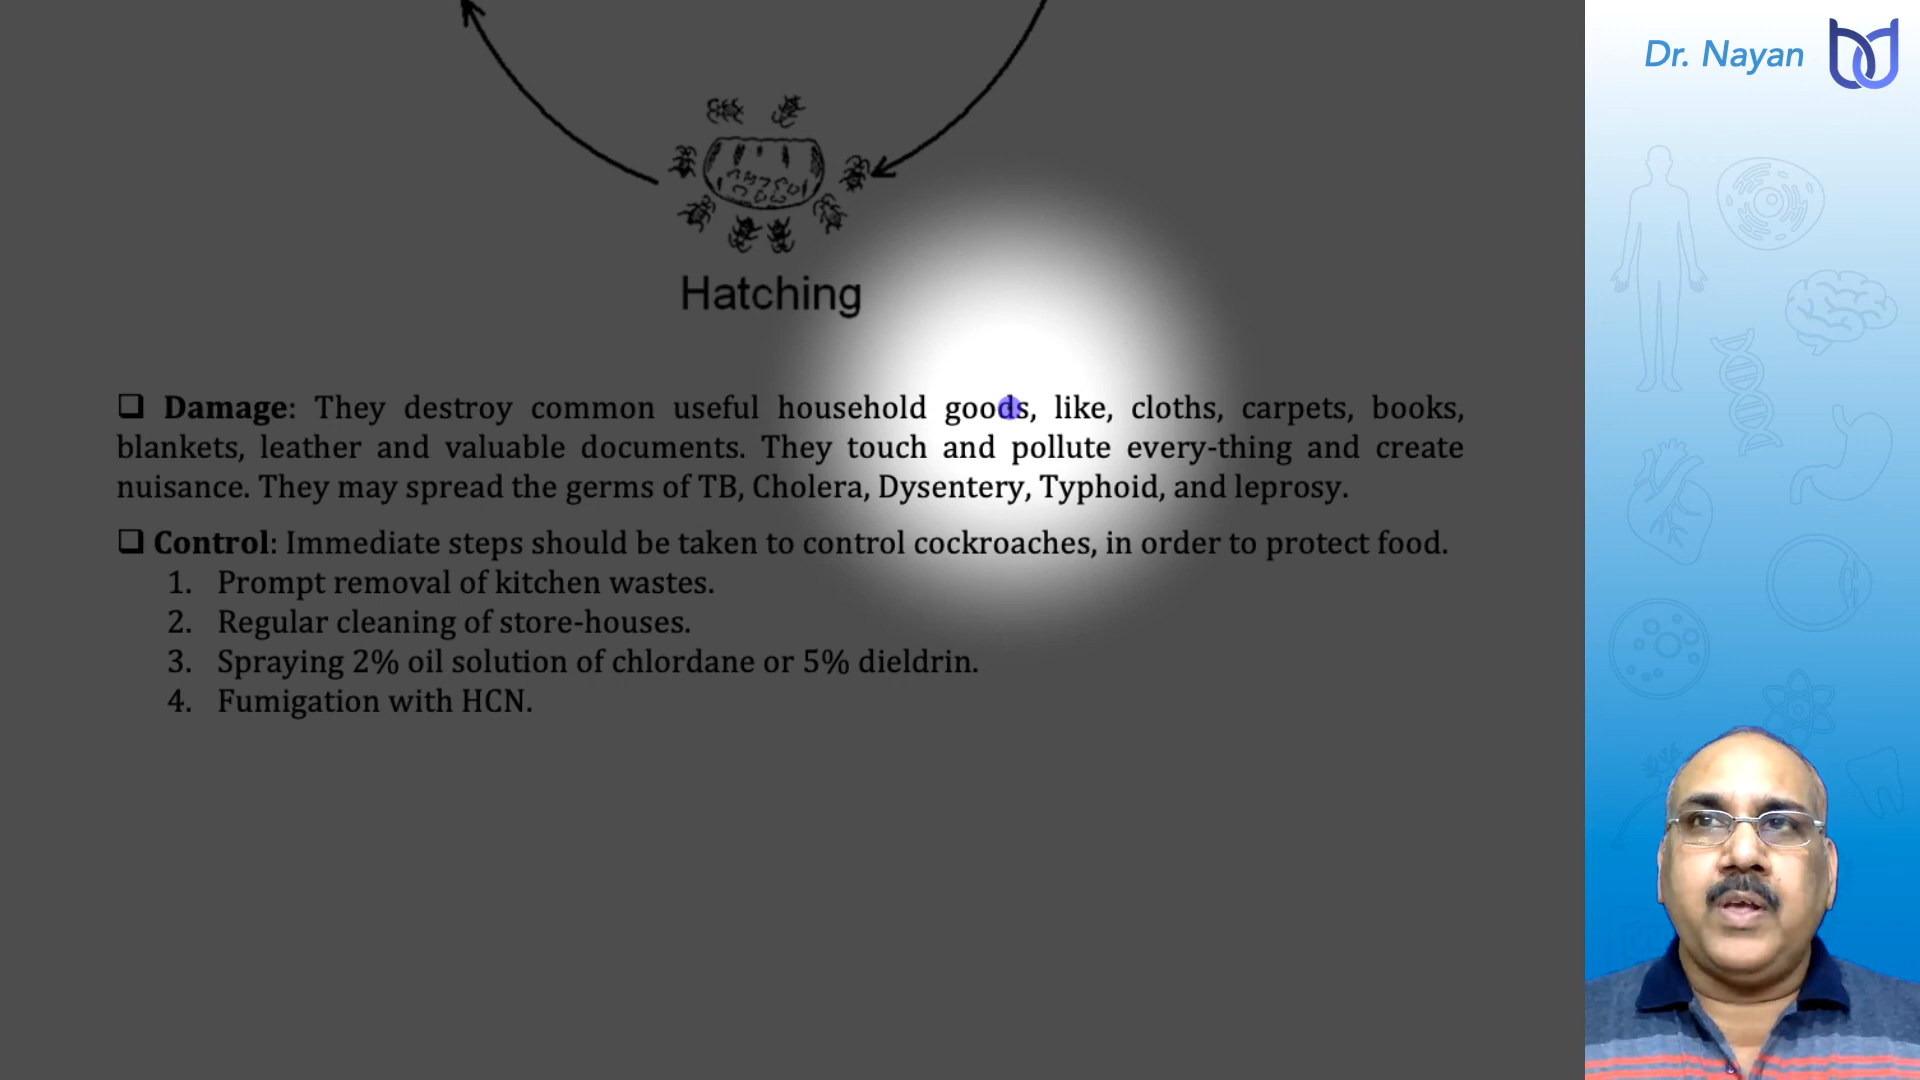 Dr. Nayan
Hatching
Damage: They destroy common useful household goods, like, cloths, carpets, books,
blankets, leather and valuable documents. They touch and pollute every-thing and create
nuisance. They may spread the germs of TB, Cholera, Dysentery, Typhoid, and leprosy.
Control: Immediate steps should be taken to control cockroaches, in order to protect food.
1. Prompt removal of kitchen wastes.
2. Regular cleaning of store-houses.
3. Spraying 2% oil solution of chlordane or 5% dieldrin.
4. Fumigation with HCN.